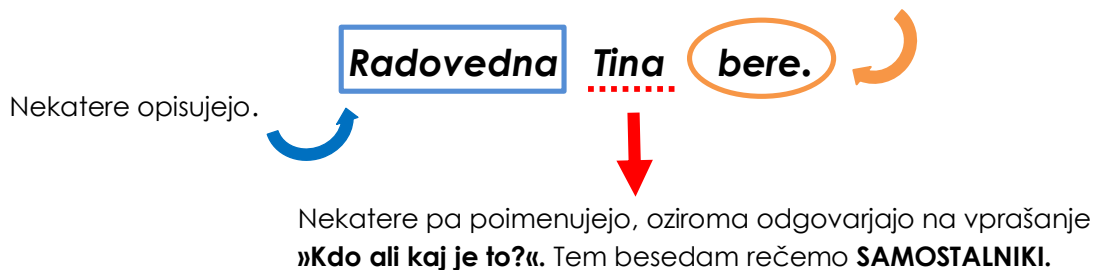 Radovedna Tina bere.
Nekatere opisujejo.
Nekatere pa poimenujejo, oziroma odgovarjajo na vprašanje
»Kdo ali kaj je to?«. Tem besedam rečemo SAMOSTALNIKI.